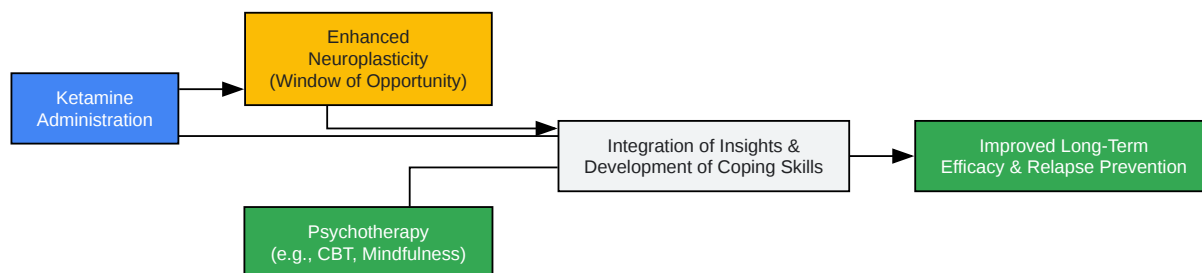 Enhanced
Neuroplasticity
(Window of Opportunity)
Ketamine
Administration
Integration of Insights &
Development of Coping Skills
Improved Long-Term
Efficacy & Relapse Prevention
Psychotherapy
(e.g., CBT, Mindfulness)